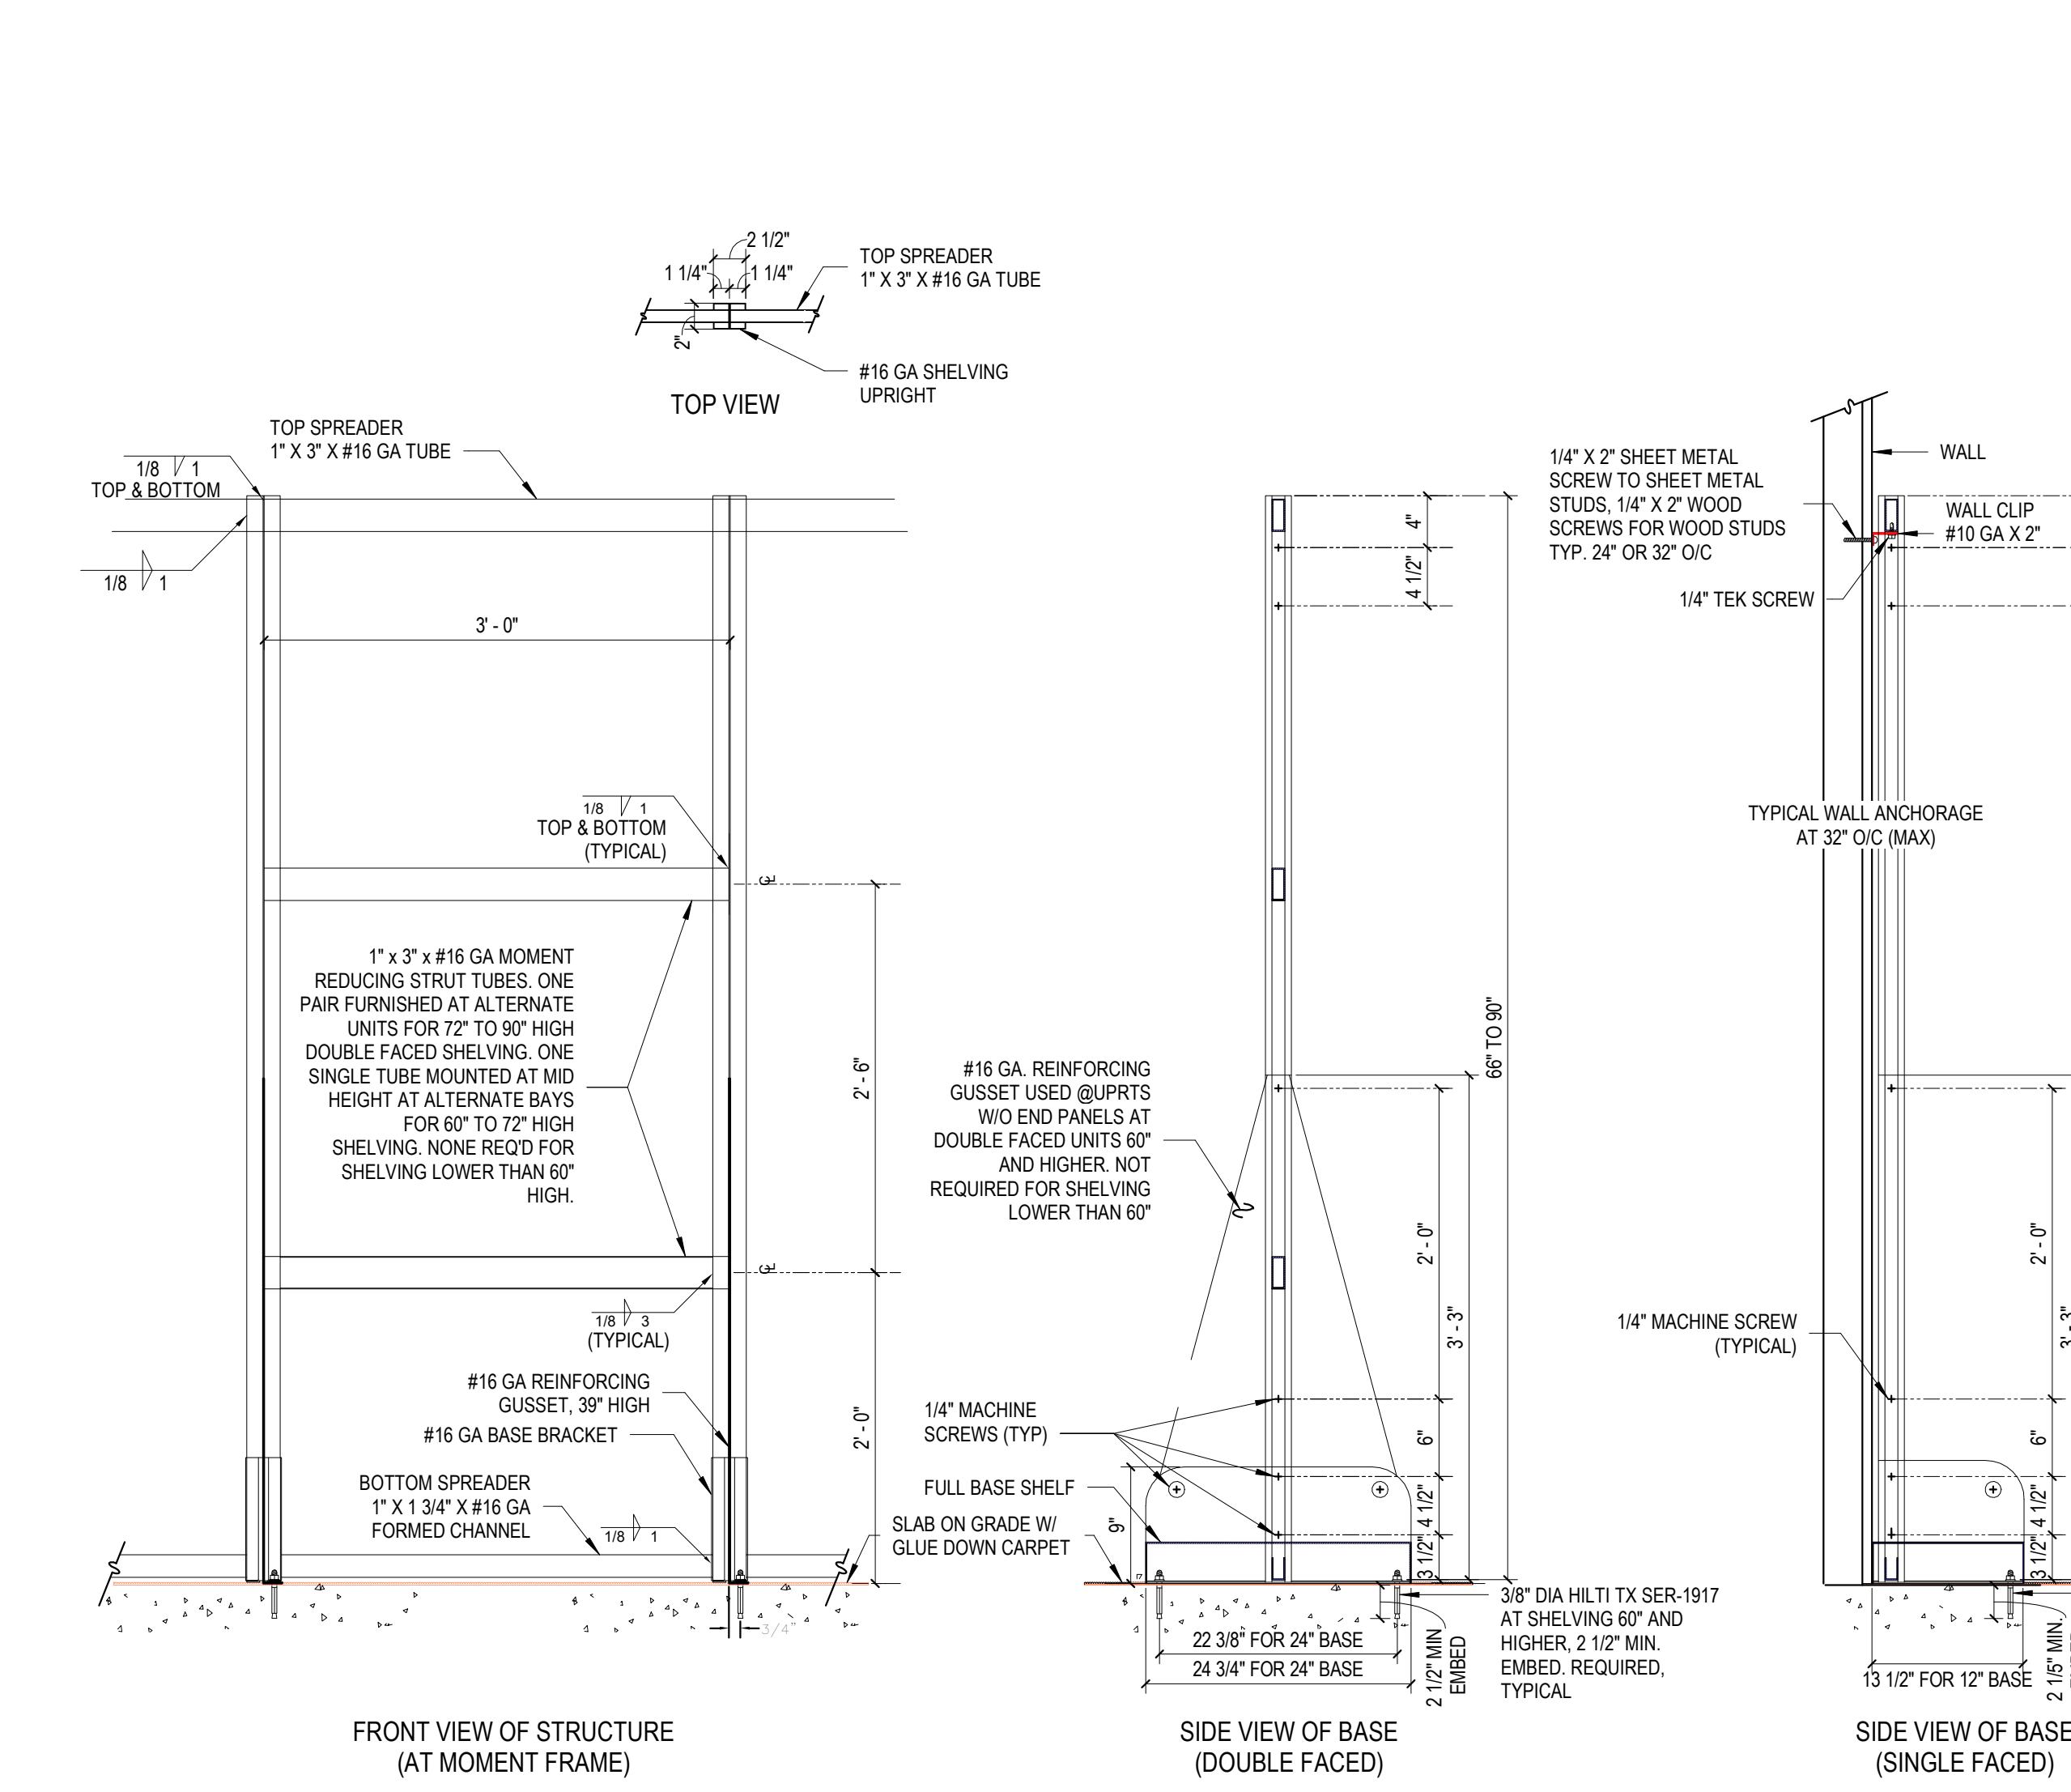 2 1/2"
1 1/4"
1 1/4"
TOP SPREADER
1" X 3" X #16 GA TUBE
2"
#16 GA SHELVING
UPRIGHT
TOP VIEW
TOP SPREADER
1" X 3" X #16 GA TUBE
1/8 1
TOP & BOTTOM
1/8 1
3' - 0"
1/8 1
TOP & BOTTOM
(TYPICAL)
CL
1" x 3" x #16 GA MOMENT
REDUCING STRUT TUBES. ONE
PAIR FURNISHED AT ALTERNATE
UNITS FOR 72" TO 90" HIGH
DOUBLE FACED SHELVING. ONE
SINGLE TUBE MOUNTED AT MID
HEIGHT AT ALTERNATE BAYS
FOR 60" TO 72" HIGH
SHELVING. NONE REQ'D FOR
SHELVING LOWER THAN 60"
HIGH.
2' - 6"
CL
1/8 3
(TYPICAL)
#16 GA REINFORCING
GUSSET, 39" HIGH
#16 GA BASE BRACKET
2' - 0"
BOTTOM SPREADER
1" X 1 3/4" X #16 GA
FORMED CHANNEL
1/8 1
3/4"
FRONT VIEW OF STRUCTURE
(AT MOMENT FRAME)
4"
4 1/2"
66" TO 90"
#16 GA. REINFORCING
GUSSET USED @UPRTS
W/O END PANELS AT
DOUBLE FACED UNITS 60"
AND HIGHER. NOT
REQUIRED FOR SHELVING
LOWER THAN 60"
2' - 0"
3' - 3"
1/4" MACHINE
SCREWS (TYP)
6"
FULL BASE SHELF
4 1/2"
9"
SLAB ON GRADE W/
GLUE DOWN CARPET
3 1/2"
3/8" DIA HILTI TX SER-1917
AT SHELVING 60" AND
HIGHER, 2 1/2" MIN.
EMBED. REQUIRED,
TYPICAL
22 3/8" FOR 24" BASE
24 3/4" FOR 24" BASE
2 1/2" MIN
EMBED
SIDE VIEW OF BASE
(DOUBLE FACED)
1/4" X 2" SHEET METAL
SCREW TO SHEET METAL
STUDS, 1/4" X 2" WOOD
SCREWS FOR WOOD STUDS
TYP. 24" OR 32" O/C
WALL
WALL CLIP
#10 GA X 2"
1/4" TEK SCREW
TYPICAL WALL ANCHORAGE
AT 32" O/C (MAX)
2' - 0"
3' - 3"
1/4" MACHINE SCREW
(TYPICAL)
6"
4 1/2"
3 1/2"
13 1/2" FOR 12" BASE
2 1/5" MIN.
SIDE VIEW OF BASE
(SINGLE FACED)